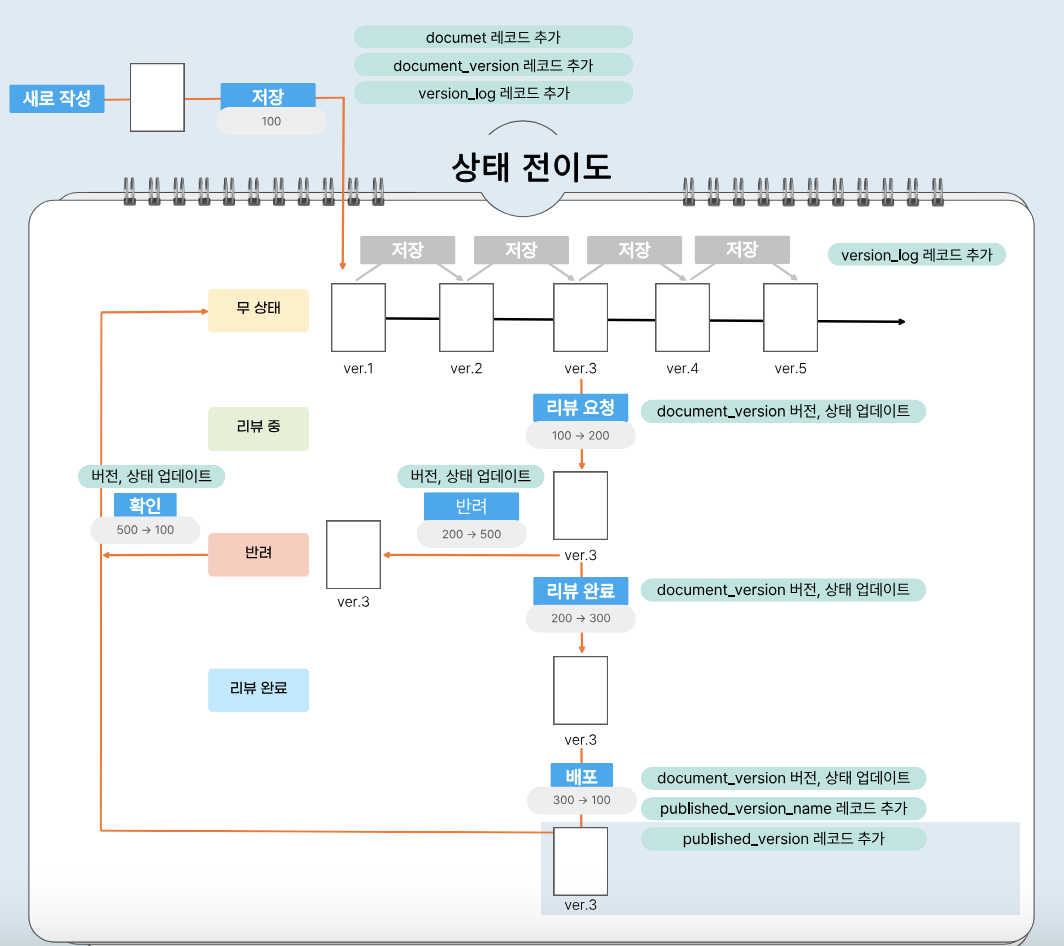 documet 레코드 추가
document_version 레코드 추가
version_log 레코드 추가
새로 작성
저장
100
상태 전이도
저장
저장
저장
저장
version_log 레코드 추가
무 상태
ver.1
ver.2
ver.3
ver.4
ver.5
리뷰 요청
document_version 버전, 상태 업데이트
100 → 200
리뷰 중
버전, 상태 업데이트
확인
500 → 100
버전, 상태 업데이트
반려
200 → 500
ver.3
반려
ver.3
리뷰 완료
document_version 버전, 상태 업데이트
200 → 300
리뷰 완료
ver.3
배포
document_version 버전, 상태 업데이트
300 → 100
published_version_name 레코드 추가
published_version 레코드 추가
ver.3